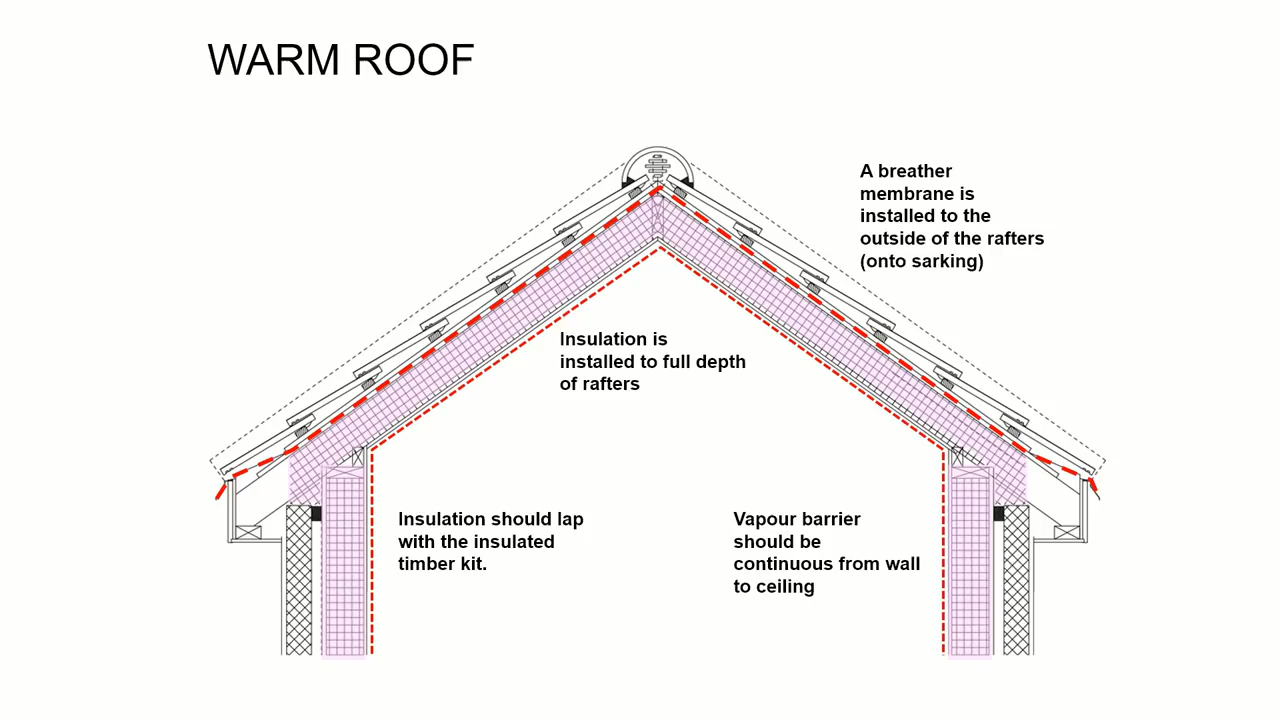 WARM ROOF
A breather
membrane is
installed to the
outside of the rafters
(onto sarking)
Insulation is
installed to full depth
of rafters
Insulation should lap
with the insulated
timber kit.
Vapour barrier
should be
continuous from wall
to ceiling